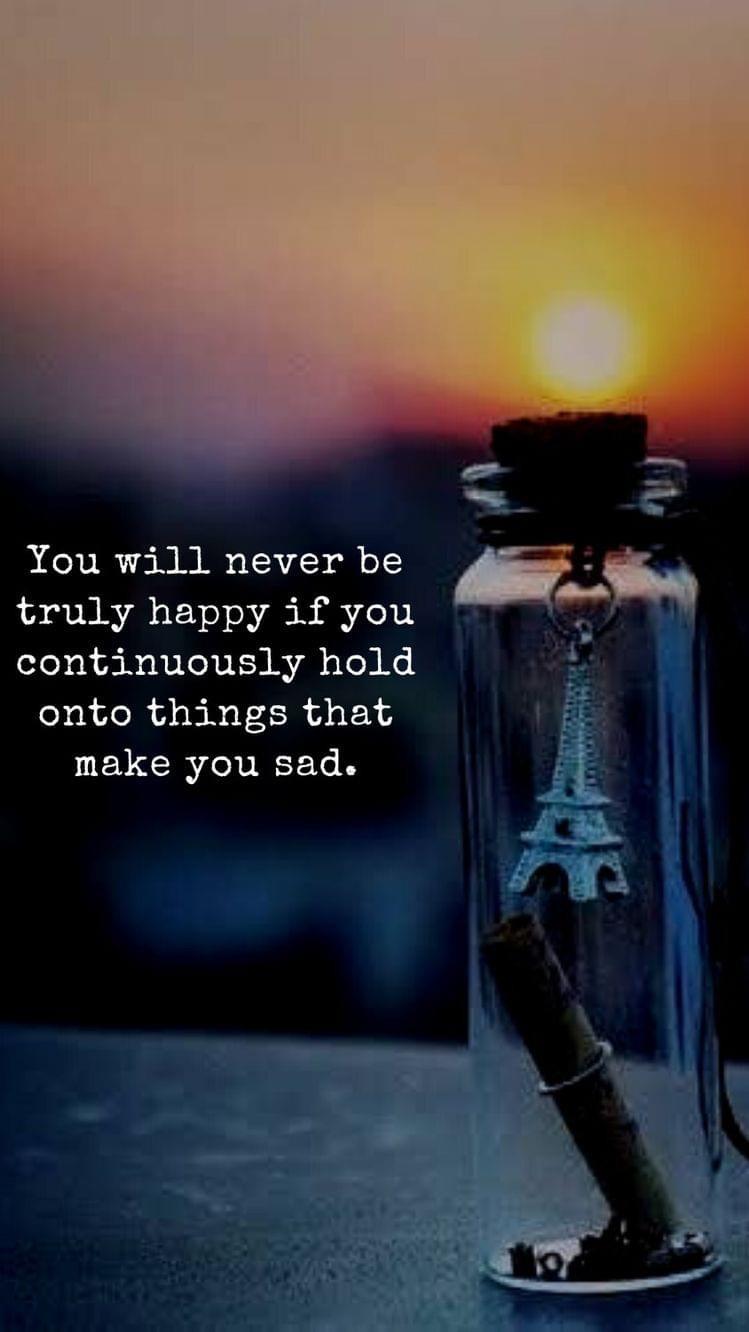 You will never be
truly happy if you
continuously hold
onto things that
make you sad.